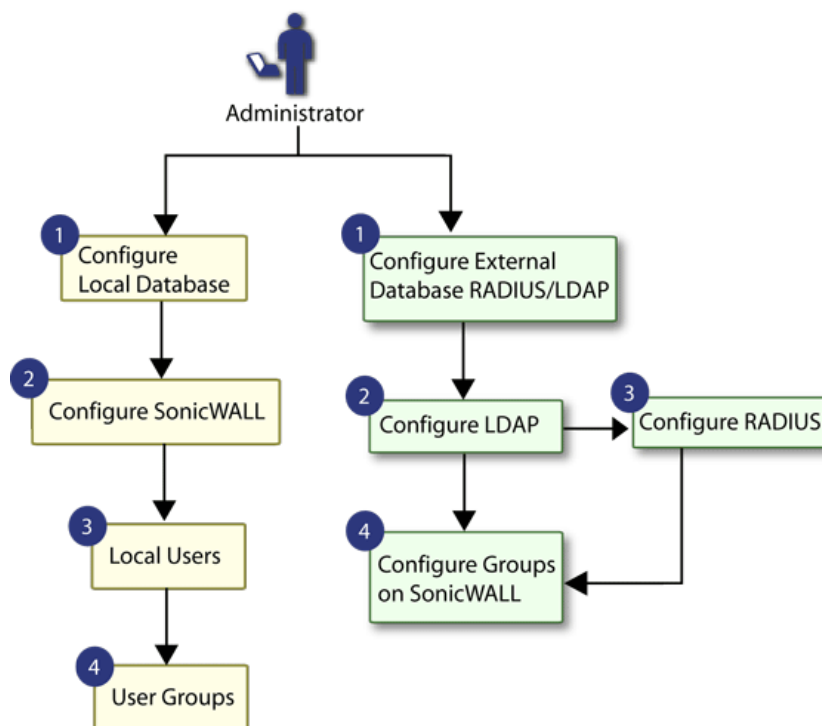 Administrator
1
Configure
Local Database
2
Configure SonicWALL
3
Local Users
4
User Groups
1
Configure External
Database RADIUS/LDAP
2
Configure LDAP
3
Configure RADIUS
4
Configure Groups
on SonicWALL